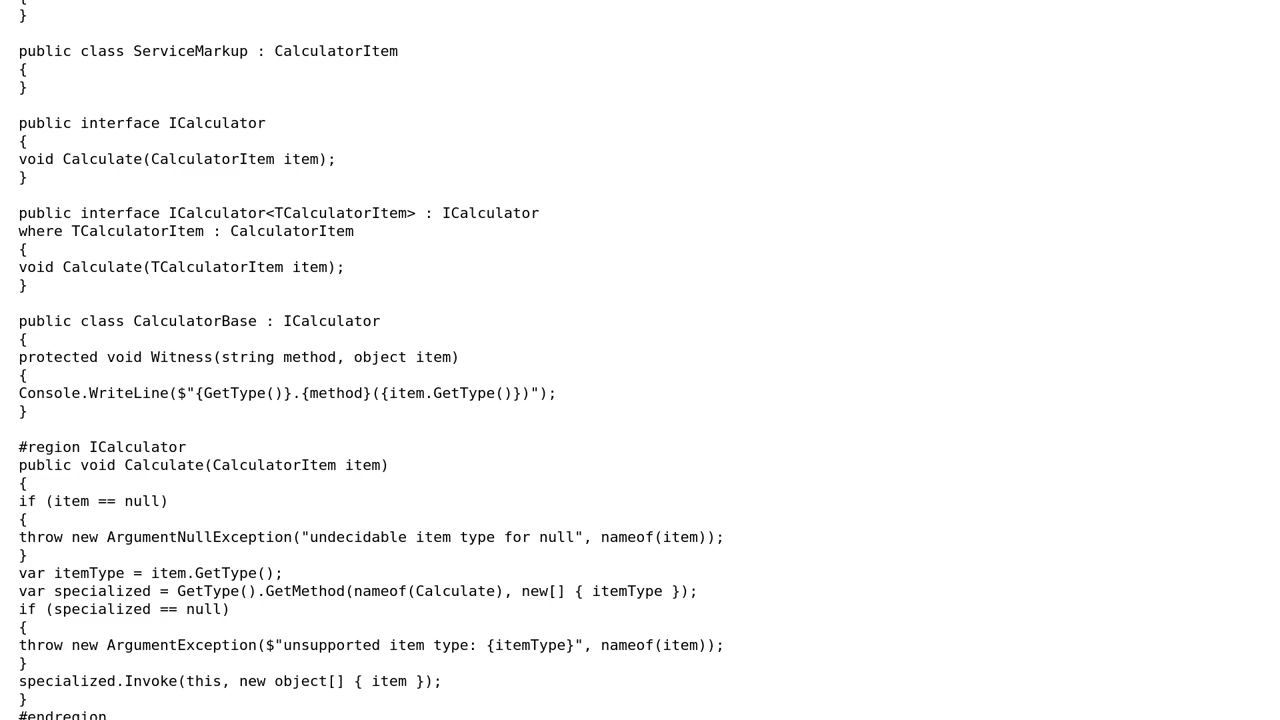 {
}

public class ServiceMarkup : CalculatorItem
{
}

public interface ICalculator
{
void Calculate(CalculatorItem item);
}

public interface ICalculator<TCalculatorItem> : ICalculator
where TCalculatorItem : CalculatorItem
{
void Calculate(TCalculatorItem item);
}

public class CalculatorBase : ICalculator
{
protected void Witness(string method, object item)
{
Console.WriteLine($"{GetType()}.{method}({item.GetType()})");
}

#region ICalculator
public void Calculate(CalculatorItem item)
{
if (item == null)
{
throw new ArgumentNullException("undecidable item type for null", nameof(item));
}
var itemType = item.GetType();
var specialized = GetType().GetMethod(nameof(Calculate), new[] { itemType });
if (specialized == null)
{
throw new ArgumentException($"unsupported item type: {itemType}", nameof(item));
}
specialized.Invoke(this, new object[] { item });
}
#endregion